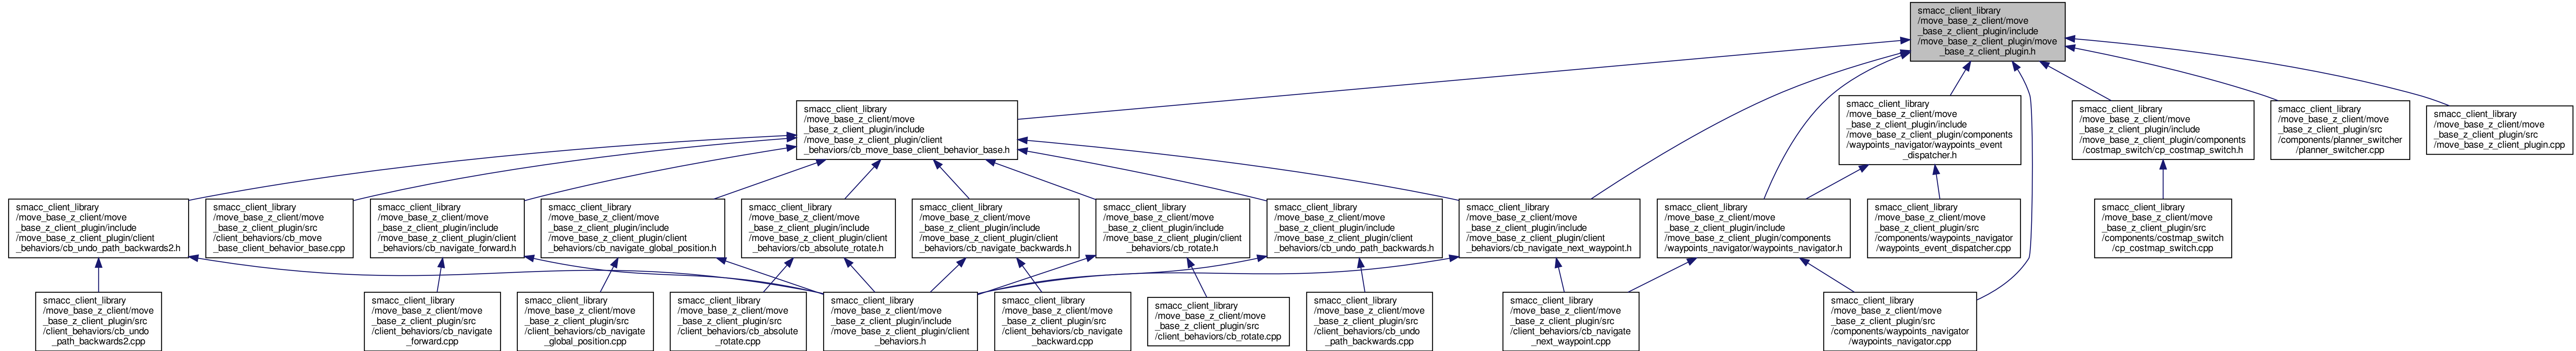 smacc_client_library
/move_base_z_client/move
_base_z_client_plugin/include
/move_base_z_client_plugin/move
_base_z_client_plugin.h
smacc_client_library
/move_base_z_client/move
_base_z_client_plugin/include
/move_base_z_client_plugin/client
_behaviors/cb_move_base_client_behavior_base.h
smacc_client_library
/move_base_z_client/move
_base_z_client_plugin/include
/move_base_z_client_plugin/components
/waypoints_navigator/waypoints_event
_dispatcher.h
smacc_client_library
/move_base_z_client/move
_base_z_client_plugin/include
/move_base_z_client_plugin/components
/costmap_switch/cp_costmap_switch.h
smacc_client_library
/move_base_z_client/move
_base_z_client_plugin/src
/components/planner_switcher
/planner_switcher.cpp
smacc_client_library
/move_base_z_client/move
_base_z_client_plugin/src
/move_base_z_client_plugin.cpp
smacc_client_library
/move_base_z_client/move
_base_z_client_plugin/include
/move_base_z_client_plugin/client
_behaviors/cb_undo_path_backwards2.h
smacc_client_library
/move_base_z_client/move
_base_z_client_plugin/src
/client_behaviors/cb_move
_base_client_behavior_base.cpp
smacc_client_library
/move_base_z_client/move
_base_z_client_plugin/include
/move_base_z_client_plugin/client
_behaviors/cb_navigate_forward.h
smacc_client_library
/move_base_z_client/move
_base_z_client_plugin/include
/move_base_z_client_plugin/client
_behaviors/cb_navigate_global_position.h
smacc_client_library
/move_base_z_client/move
_base_z_client_plugin/include
/move_base_z_client_plugin/client
_behaviors/cb_absolute_rotate.h
smacc_client_library
/move_base_z_client/move
_base_z_client_plugin/include
/move_base_z_client_plugin/client
_behaviors/cb_navigate_backwards.h
smacc_client_library
/move_base_z_client/move
_base_z_client_plugin/include
/move_base_z_client_plugin/client
_behaviors/cb_rotate.h
smacc_client_library
/move_base_z_client/move
_base_z_client_plugin/include
/move_base_z_client_plugin/client
_behaviors/cb_undo_path_backwards.h
smacc_client_library
/move_base_z_client/move
_base_z_client_plugin/include
/move_base_z_client_plugin/client
_behaviors/cb_navigate_next_waypoint.h
smacc_client_library
/move_base_z_client/move
_base_z_client_plugin/include
/move_base_z_client_plugin/components
/waypoints_navigator/waypoints_navigator.h
smacc_client_library
/move_base_z_client/move
_base_z_client_plugin/src
/components/waypoints_navigator
/waypoints_event_dispatcher.cpp
smacc_client_library
/move_base_z_client/move
_base_z_client_plugin/src
/components/costmap_switch
/cp_costmap_switch.cpp
smacc_client_library
/move_base_z_client/move
_base_z_client_plugin/src
/client_behaviors/cb_undo
_path_backwards2.cpp
smacc_client_library
/move_base_z_client/move
_base_z_client_plugin/src
/client_behaviors/cb_navigate
_forward.cpp
smacc_client_library
/move_base_z_client/move
_base_z_client_plugin/src
/client_behaviors/cb_navigate
_global_position.cpp
smacc_client_library
/move_base_z_client/move
_base_z_client_plugin/src
/client_behaviors/cb_absolute
_rotate.cpp
smacc_client_library
/move_base_z_client/move
_base_z_client_plugin/include
/move_base_z_client_plugin/client
_behaviors.h
smacc_client_library
/move_base_z_client/move
_base_z_client_plugin/src
/client_behaviors/cb_navigate
_backward.cpp
smacc_client_library
/move_base_z_client/move
_base_z_client_plugin/src
/client_behaviors/cb_rotate.cpp
smacc_client_library
/move_base_z_client/move
_base_z_client_plugin/src
/client_behaviors/cb_undo
_path_backwards.cpp
smacc_client_library
/move_base_z_client/move
_base_z_client_plugin/src
/client_behaviors/cb_navigate
_next_waypoint.cpp
smacc_client_library
/move_base_z_client/move
_base_z_client_plugin/src
/components/waypoints_navigator
/waypoints_navigator.cpp